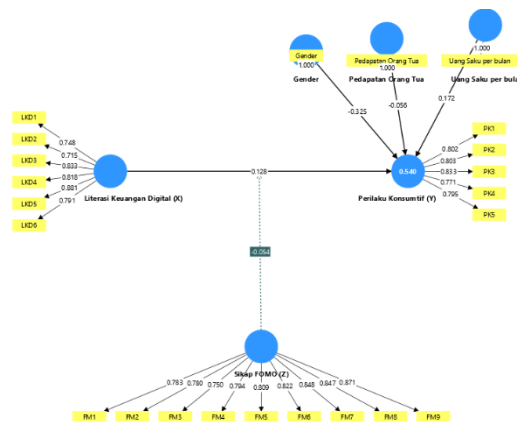 Gender
1.000
Gender
Pedapatan Orang Tua
1.000
Pedapatan Orang Tua
1.000
Uang Saku per bulan
Uang Saku per bulan
-0.325
-0.056
0.172
LKD1
LKD2
LKD3
LKD4
LKD5
LKD6
0.748
0.715
0.833
0.818
0.881
0.791
Literasi Keuangan Digital (X)
0.128
0.540
Perilaku Konsumtif (Y)
0.802
0.803
0.833
0.771
0.795
PK1
PK2
PK3
PK4
PK5
-0.054
Sikap FOMO (Z)
0.783
0.780
0.750
0.794
0.809
0.822
0.848
0.847
0.871
FM1
FM2
FM3
FM4
FM5
FM6
FM7
FM8
FM9